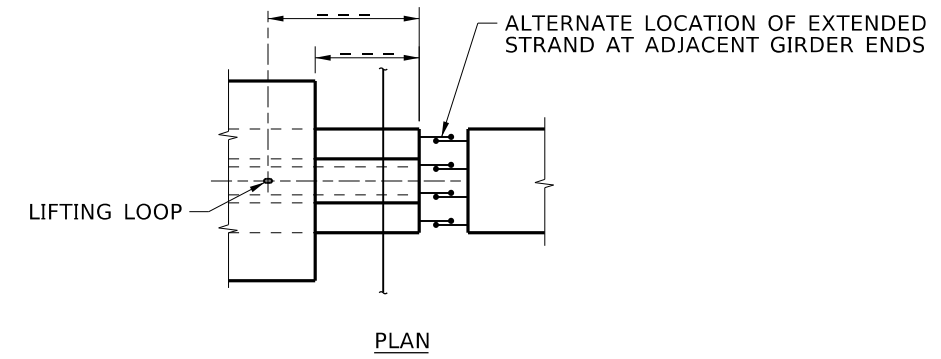 ALTERNATE LOCATION OF EXTENDED
STRAND AT ADJACENT GIRDER ENDS
LIFTING LOOP
PLAN